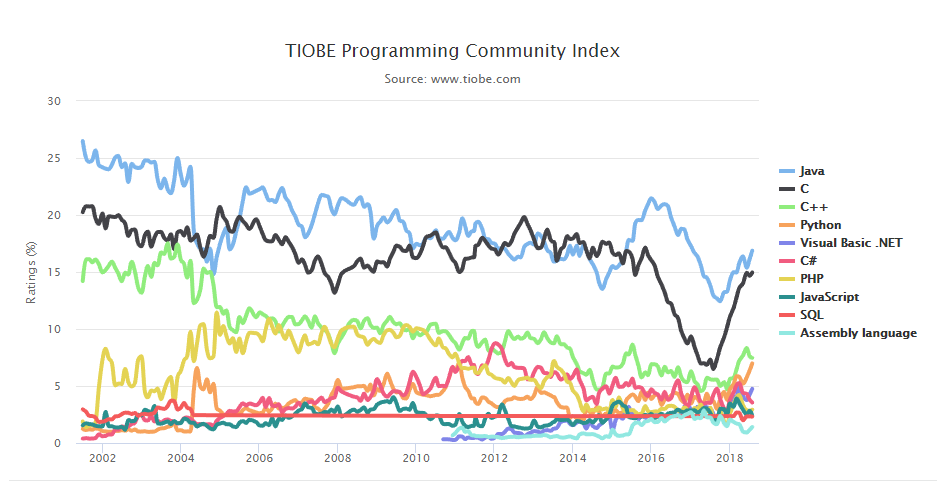 TIOBE Programming Community Index
Source: www.tiobe.com
Ratings (%)
30
25
20
15
10
5
0
2002 2004 2006 2008 2010 2012 2014 2016 2018
Java
C
C++
Python
Visual Basic .NET
C#
PHP
JavaScript
SQL
Assembly language